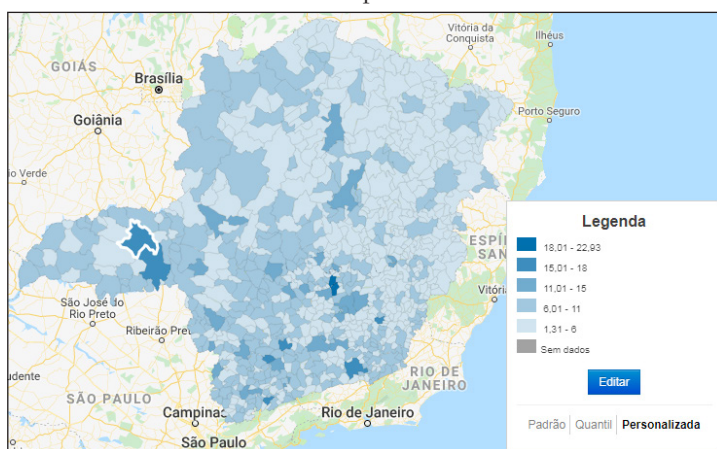 Vitória da
Conquista
Ilhéus
GOIÁS
Brasília
Goiânia
Porto Seguro
Verde
Legenda
18,01 - 22,93
15,01 - 18
11,01 - 15
6,01 - 11
1,31 - 6
Sem dados
Editar
Padrão | Quantil | Personalizada
ESPÍ
SAN
Vitória
São José do
Rio Preto
Ribeirão Pret
udente
RIO DE
JANEIRO
SÃO PAULO
Campinas
Rio de Janeiro
São Paulo